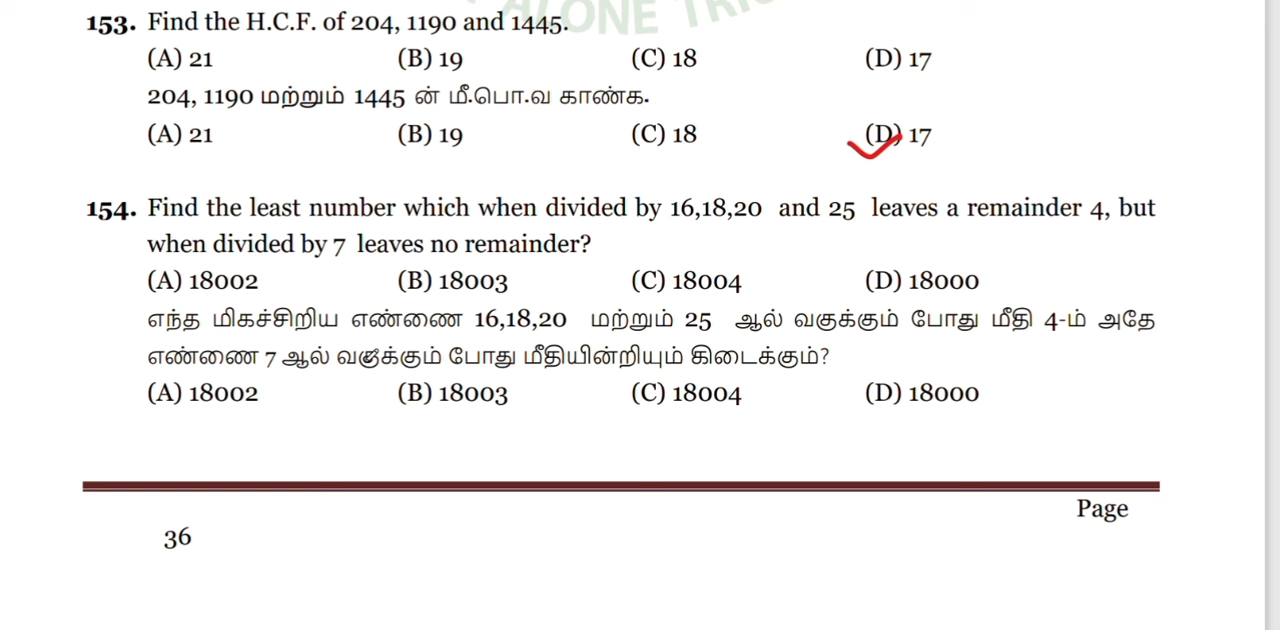 ALONE TRIC
153. Find the H.C.F. of 204, 1190 and 1445.
(A) 21 (B) 19 (C) 18 (D) 17
204, 1190 மற்றும் 1445 ன் மீ.பொ.வ காண்க.
(A) 21 (B) 19 (C) 18 (D) 17
154. Find the least number which when divided by 16,18,20 and 25 leaves a remainder 4, but
when divided by 7 leaves no remainder?
(A) 18002 (B) 18003 (C) 18004 (D) 18000
எந்த மிகச்சிறிய எண்ணை 16,18,20 மற்றும் 25 ஆல் வகுக்கும் போது மீதி 4-ம் அதே
எண்ணை 7 ஆல் வகுக்கும் போது மீதியின்றியும் கிடைக்கும்?
(A) 18002 (B) 18003 (C) 18004 (D) 18000
Page
36